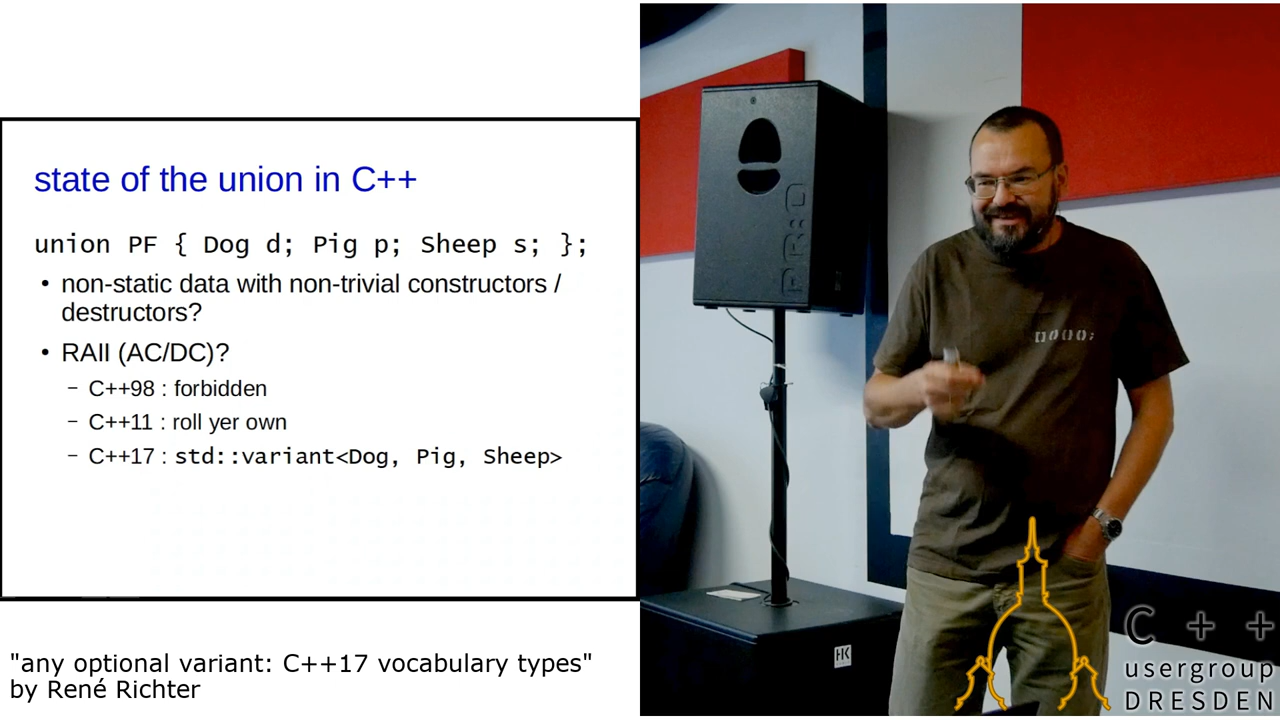 state of the union in C++
union PF { Dog d; Pig p; Sheep s; };
• non-static data with non-trivial constructors /
destructors?
• RAII (AC/DC)?
– C++98 : forbidden
– C++11 : roll yer own
– C++17 : std::variant<Dog, Pig, Sheep>
"any optional variant: C++17 vocabulary types"
by René Richter
PR:O
[]()(){};
HK
C++
usergroup
DRESDEN